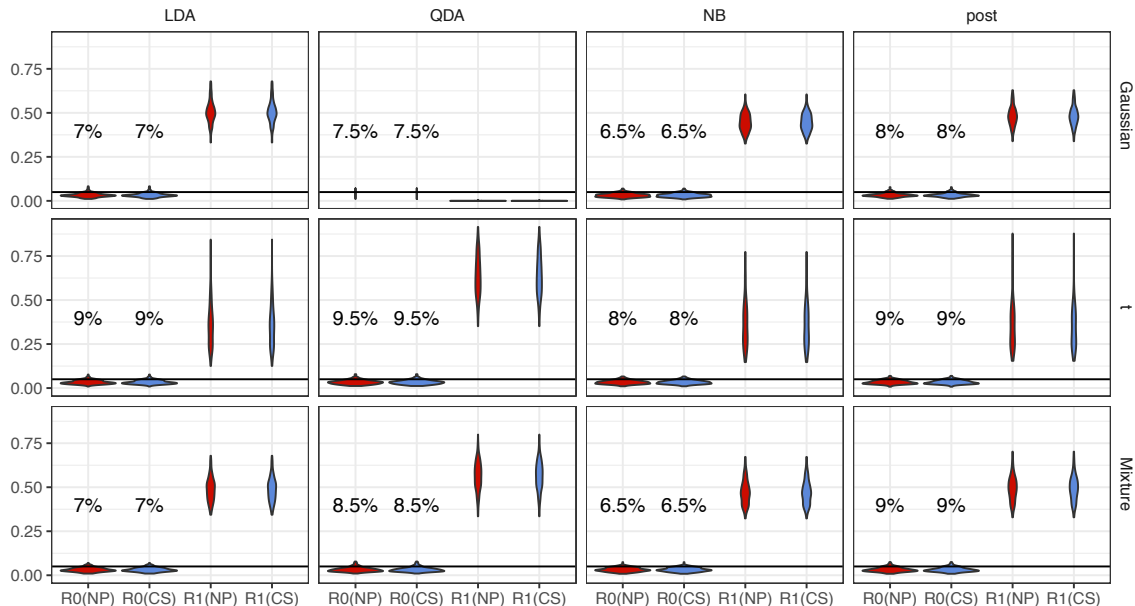 LDA QDA NB post
0.75
0.50
7% 7% 7.5% 7.5% 6.5% 6.5% 8% 8%
0.25
0.00
Gaussian
0.75
0.50
9% 9% 9.5% 9.5% 8% 8% 9% 9%
0.25
0.00
t
0.75
0.50
7% 7% 8.5% 8.5% 6.5% 6.5% 9% 9%
0.25
0.00
Mixture
R0(NP) R0(CS) R1(NP) R1(CS) R0(NP) R0(CS) R1(NP) R1(CS) R0(NP) R0(CS) R1(NP) R1(CS) R0(NP) R0(CS) R1(NP) R1(CS)